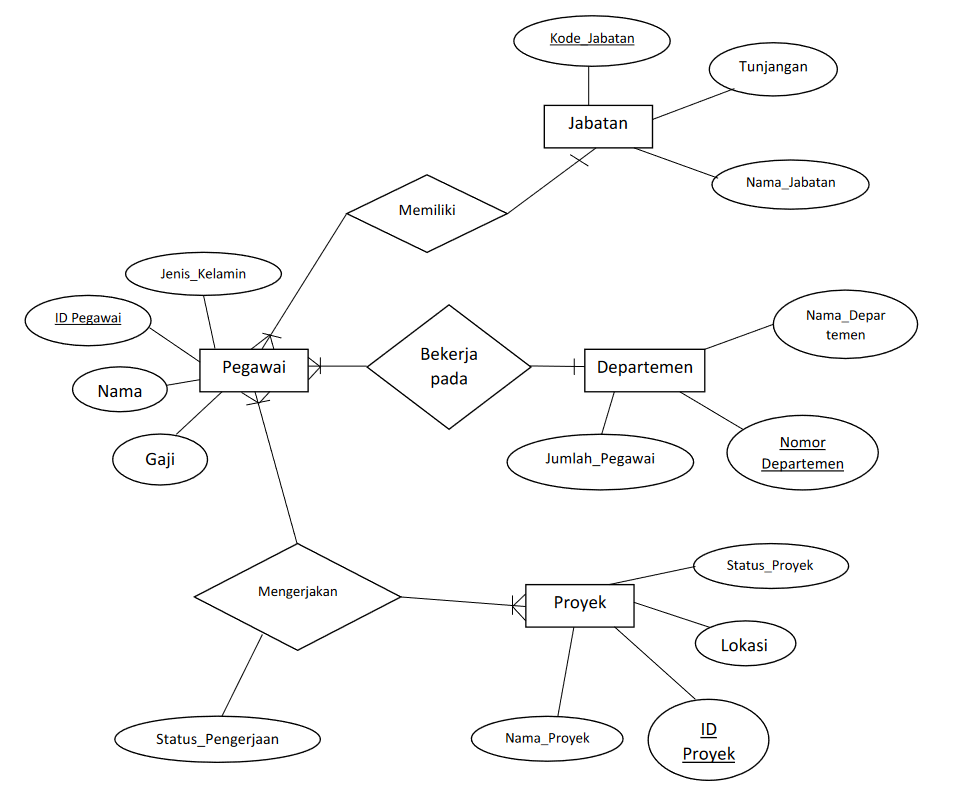 Kode_Jabatan
Tunjangan
Jabatan
Nama_Jabatan
Memiliki
Jenis_Kelamin
ID Pegawai
Nama_Depar
temen
Bekerja
pada
Pegawai
Departemen
Nama
Nomor
Departemen
Gaji
Jumlah_Pegawai
Status_Proyek
Mengerjakan
Proyek
Lokasi
ID
Proyek
Status_Pengerjaan
Nama_Proyek